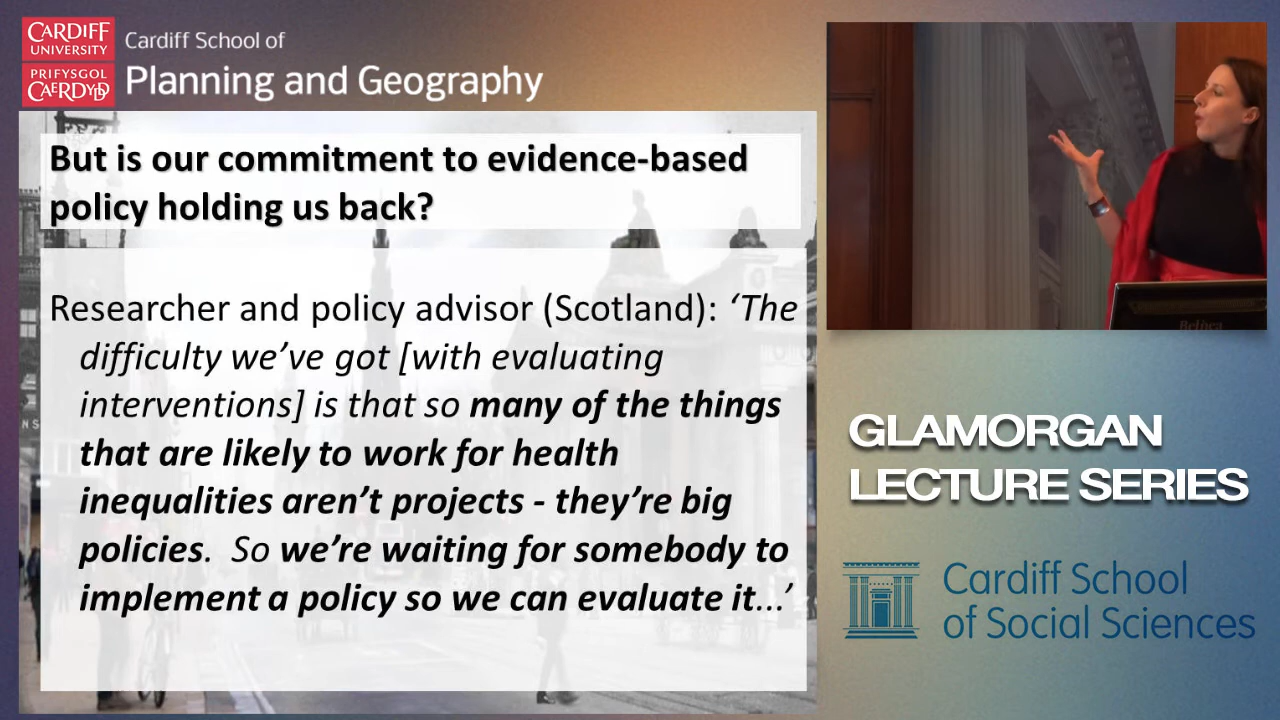 CARDIFF
UNIVERSITY
PRIFYSGOL
CAERDYDD
Cardiff School of
Planning and Geography
But is our commitment to evidence-based
policy holding us back?
Researcher and policy advisor (Scotland): ‘The
difficulty we’ve got [with evaluating
interventions] is that so many of the things
that are likely to work for health
inequalities aren’t projects - they’re big
policies.  So we’re waiting for somebody to
implement a policy so we can evaluate it...’
GLAMORGAN
LECTURE SERIES
Cardiff School
of Social Sciences